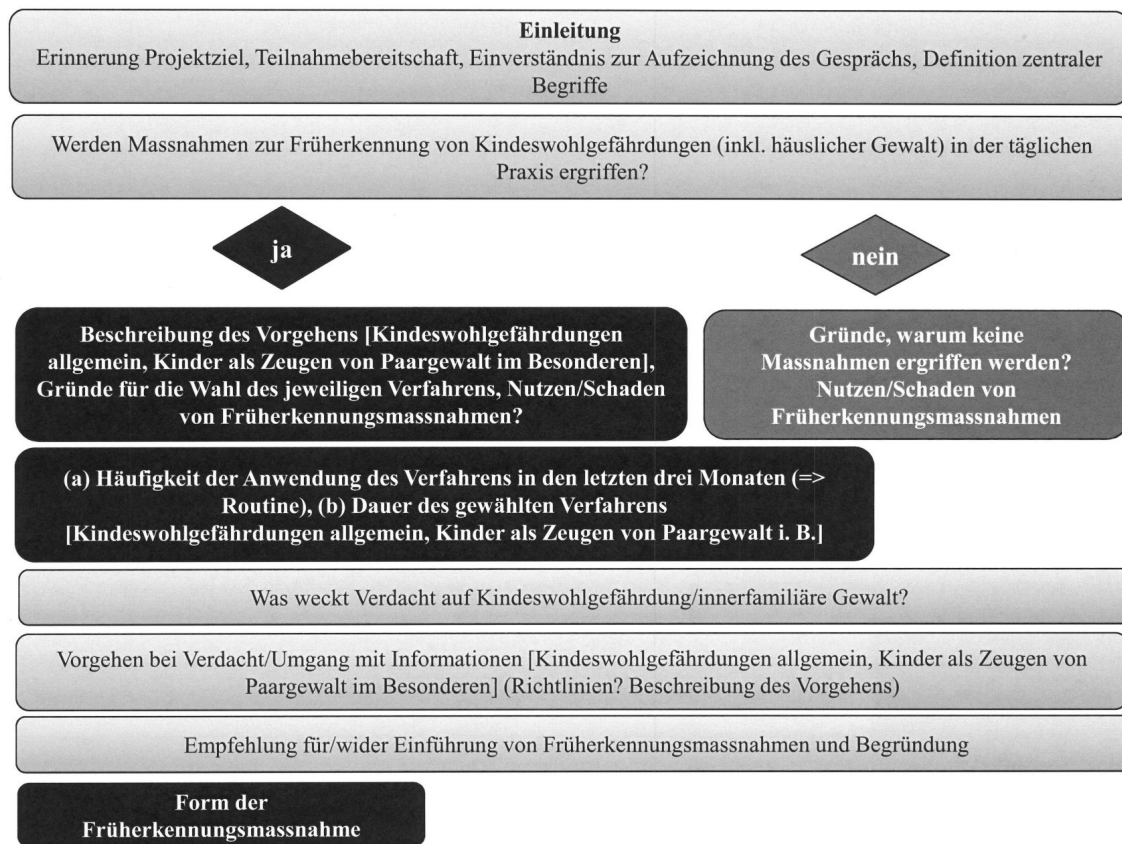 Einleitung
Erinnerung Projektziel, Teilnahmebereitschaft, Einverständnis zur Aufzeichnung des Gesprächs, Definition zentraler
Begriffe
Werden Massnahmen zur Früherkennung von Kindeswohlgefährdungen (inkl. häuslicher Gewalt) in der täglichen
Praxis ergriffen?
ja
nein
Beschreibung des Vorgehens [Kindeswohlgefährdungen
allgemein, Kinder als Zeugen von Paargewalt im Besonderen],
Gründe für die Wahl des jeweiligen Verfahrens, Nutzen/Schaden
von Früherkennungsmassnahmen?
Gründe, warum keine
Massnahmen ergriffen werden?
Nutzen/Schaden von
Früherkennungsmassnahmen
(a) Häufigkeit der Anwendung des Verfahrens in den letzten drei Monaten (=>
Routine), (b) Dauer des gewählten Verfahrens
[Kindeswohlgefährdungen allgemein, Kinder als Zeugen von Paargewalt i. B.]
Was weckt Verdacht auf Kindeswohlgefährdung/innerfamiliäre Gewalt?
Vorgehen bei Verdacht/Umgang mit Informationen [Kindeswohlgefährdungen allgemein, Kinder als Zeugen von
Paargewalt im Besonderen] (Richtlinien? Beschreibung des Vorgehens)
Empfehlung für/wider Einführung von Früherkennungsmassnahmen und Begründung
Form der
Früherkennungsmassnahme